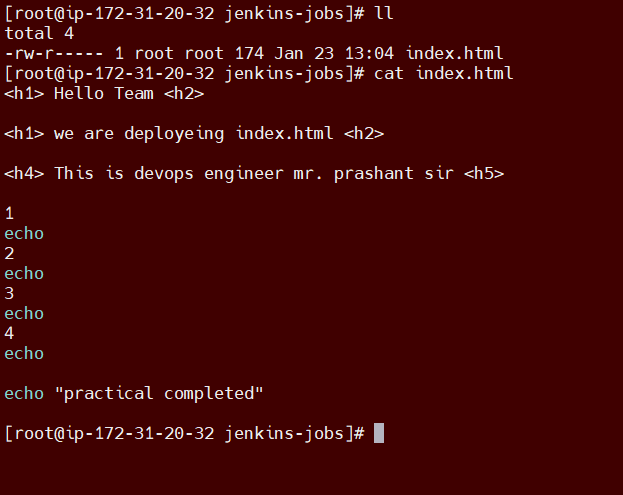 [root@ip-172-31-20-32 jenkins-jobs]# ll
total 4
-rw-r----- 1 root root 174 Jan 23 13:04 index.html
[root@ip-172-31-20-32 jenkins-jobs]# cat index.html
<h1> Hello Team <h2>
<h1> we are deployeing index.html <h2>
<h4> This is devops engineer mr. prashant sir <h5>
1
echo
2
echo
3
echo
4
echo
echo "practical completed"
[root@ip-172-31-20-32 jenkins-jobs]#